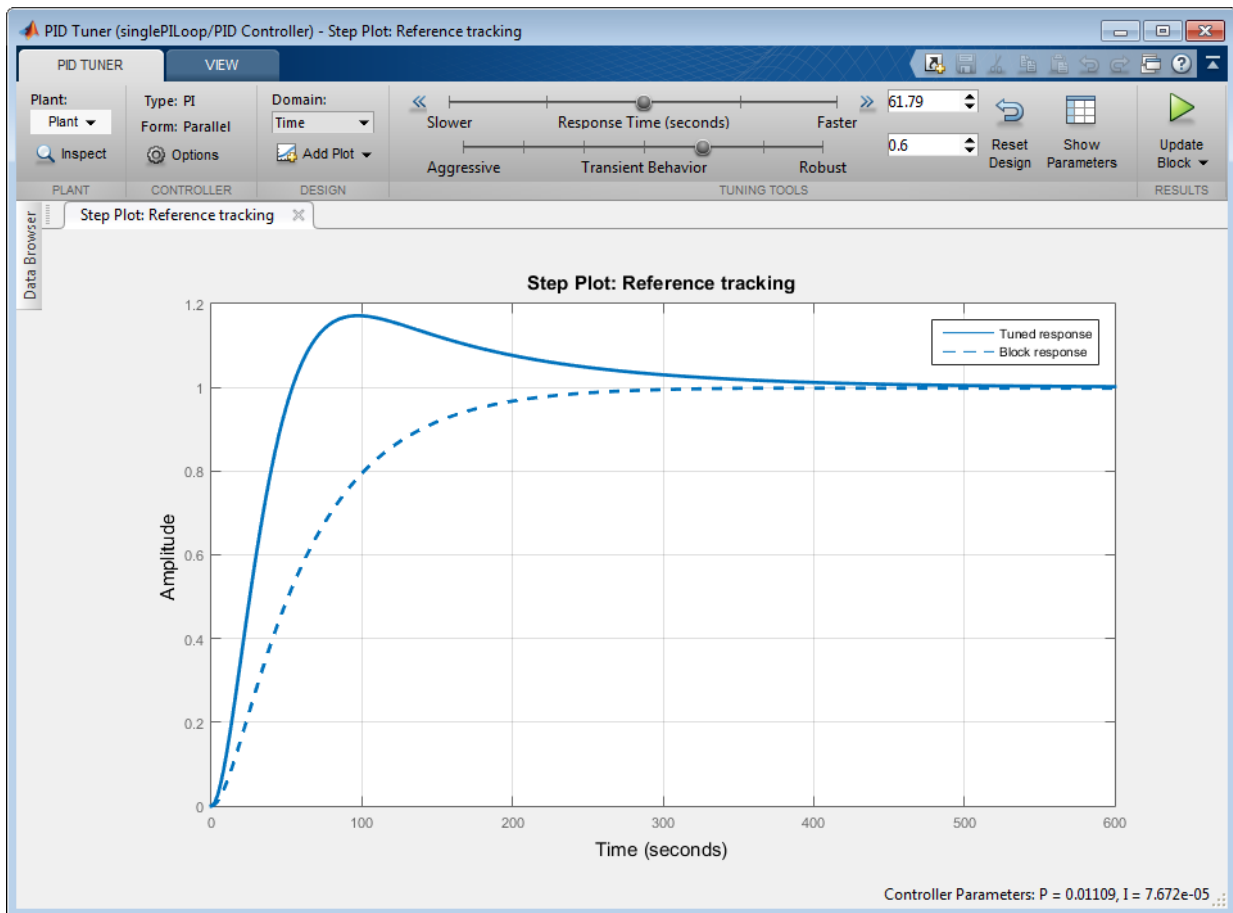 PID Tuner (singlePILoop/PID Controller) - Step Plot: Reference tracking
PID TUNER
VIEW
Plant:
Plant
Inspect
PLANT
Type: PI
Form: Parallel
Options
CONTROLLER
Domain:
Time
Add Plot
DESIGN
Slower
Response Time (seconds)
Faster
61.79
Aggressive
Transient Behavior
Robust
0.6
Reset
Design
Show
Parameters
TUNING TOOLS
Update
Block
RESULTS
Data Browser
Step Plot: Reference tracking
Step Plot: Reference tracking
Tuned response
Block response
Amplitude
1.2
1
0.8
0.6
0.4
0.2
0
0 100 200 300 400 500 600
Time (seconds)
Controller Parameters: P = 0.01109, I = 7.672e-05